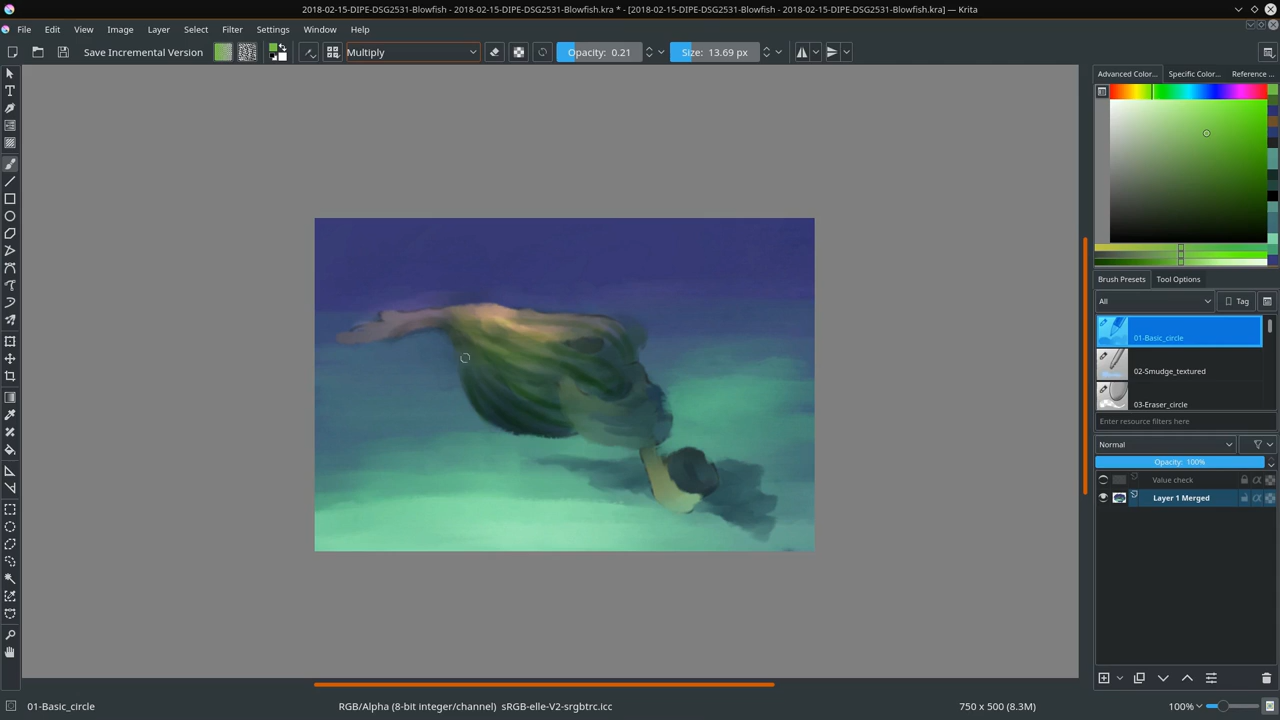 2018-02-15-DIPE-DSG2531-Blowfish - 2018-02-15-DIPE-DSG2531-Blowfish.kra * - [2018-02-15-DIPE-DSG2531-Blowfish - 2018-02-15-DIPE-DSG2531-Blowfish.kra] — Krita
File Edit View Image Layer Select Filter Settings Window Help
Save Incremental Version Multiply Opacity: 0.21 Size: 13.69 px
Advanced Color... Specific Color... Reference ...
Brush Presets Tool Options
All Tag
01-Basic_circle
02-Smudge_textured
03-Eraser_circle
Enter resource filters here
Normal
Opacity: 100%
Value check
Layer 1 Merged
01-Basic_circle RGB/Alpha (8-bit integer/channel) sRGB-elle-V2-srgbtrc.icc 750 x 500 (8.3M) 100%